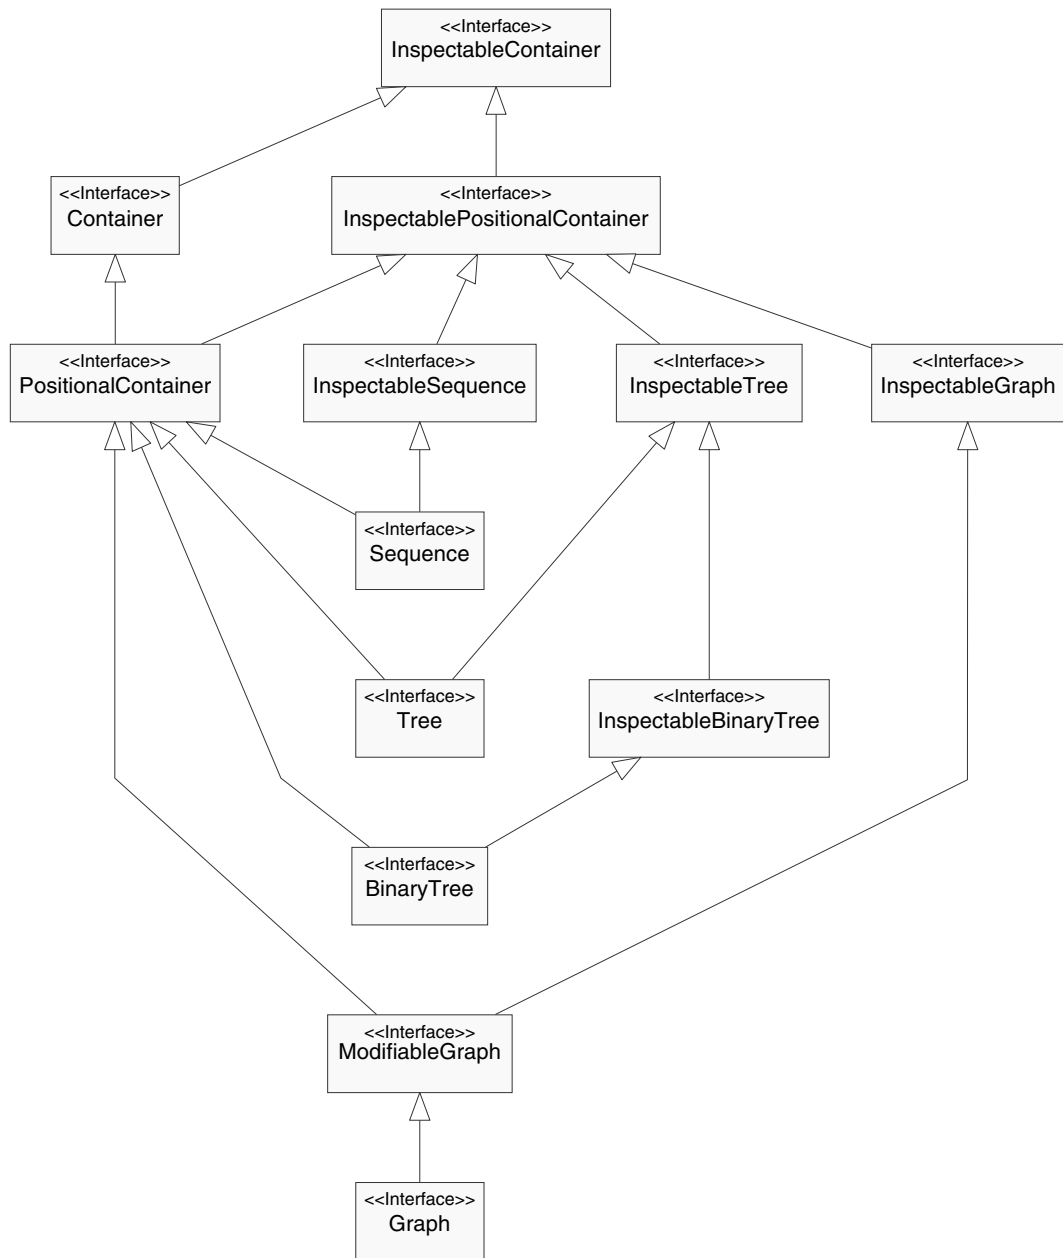 <<Interface>>
InspectableContainer
<<Interface>>
Container
<<Interface>>
InspectablePositionalContainer
<<Interface>>
PositionalContainer
<<Interface>>
InspectableSequence
<<Interface>>
InspectableTree
<<Interface>>
InspectableGraph
<<Interface>>
Sequence
<<Interface>>
Tree
<<Interface>>
InspectableBinaryTree
<<Interface>>
BinaryTree
<<Interface>>
ModifiableGraph
<<Interface>>
Graph